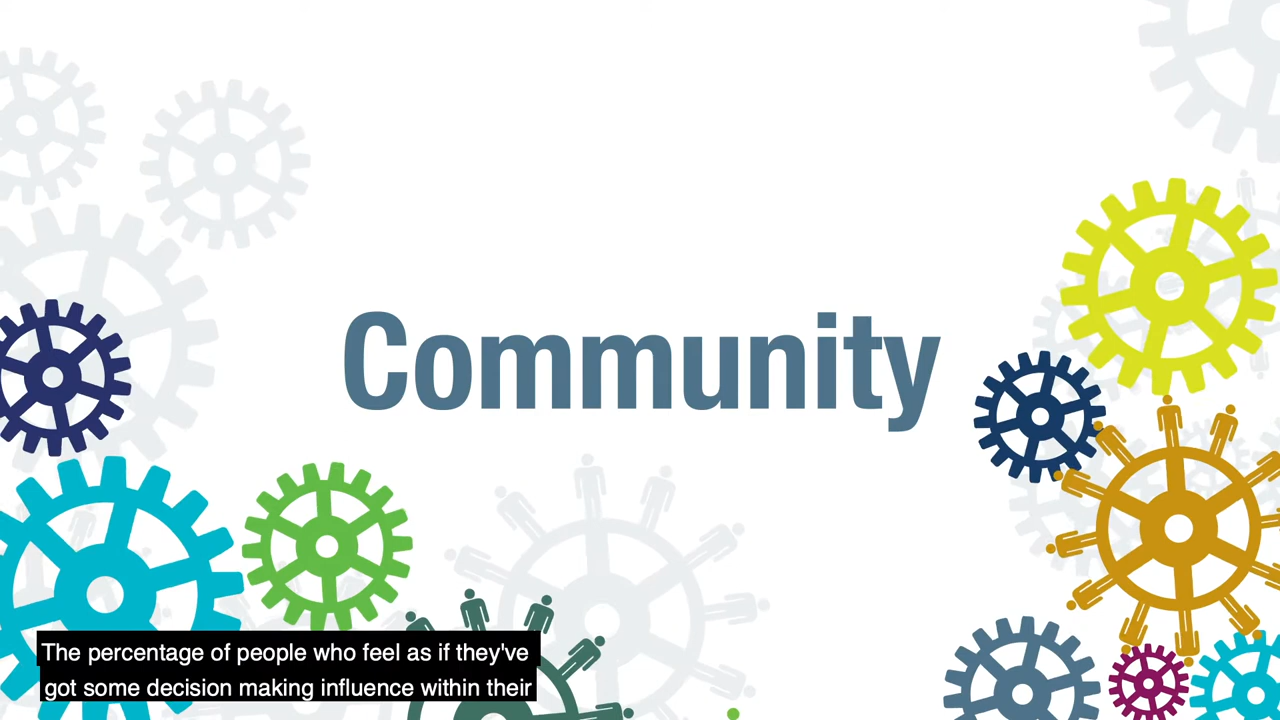 Community
The percentage of people who feel as if they've
got some decision making influence within their